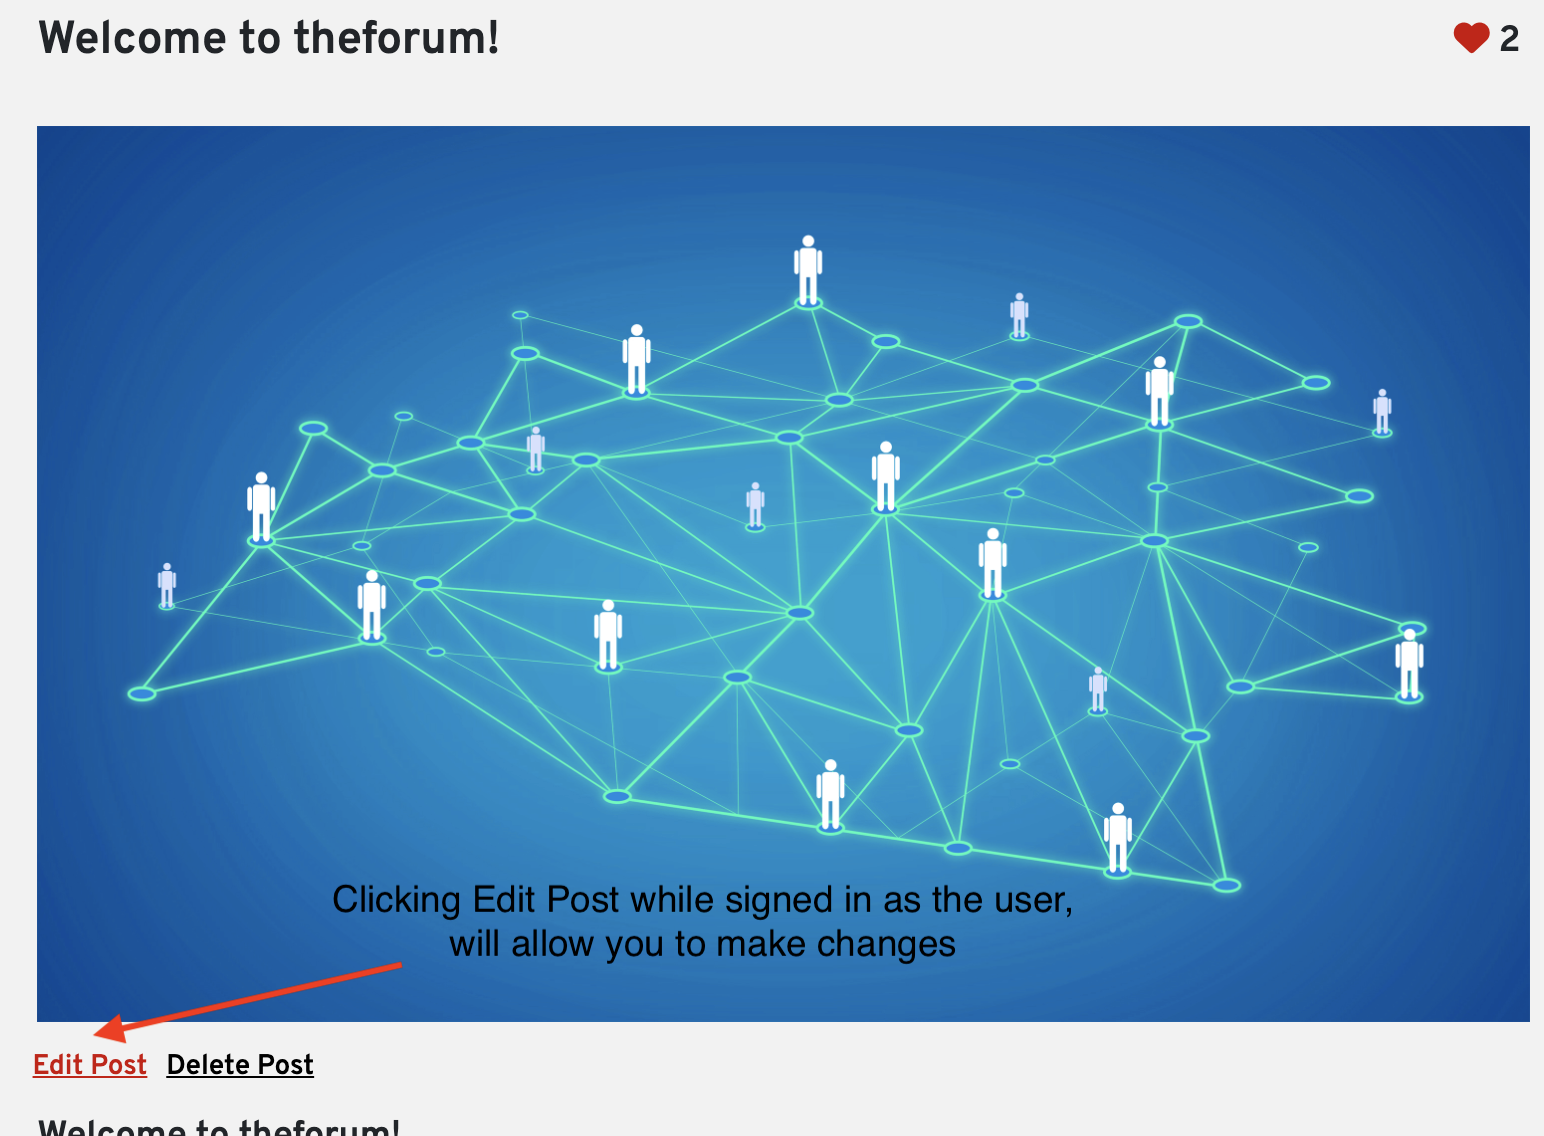 Welcome to theforum!
2
Clicking Edit Post while signed in as the user,
will allow you to make changes
Edit Post Delete Post
Welcome to theforum!